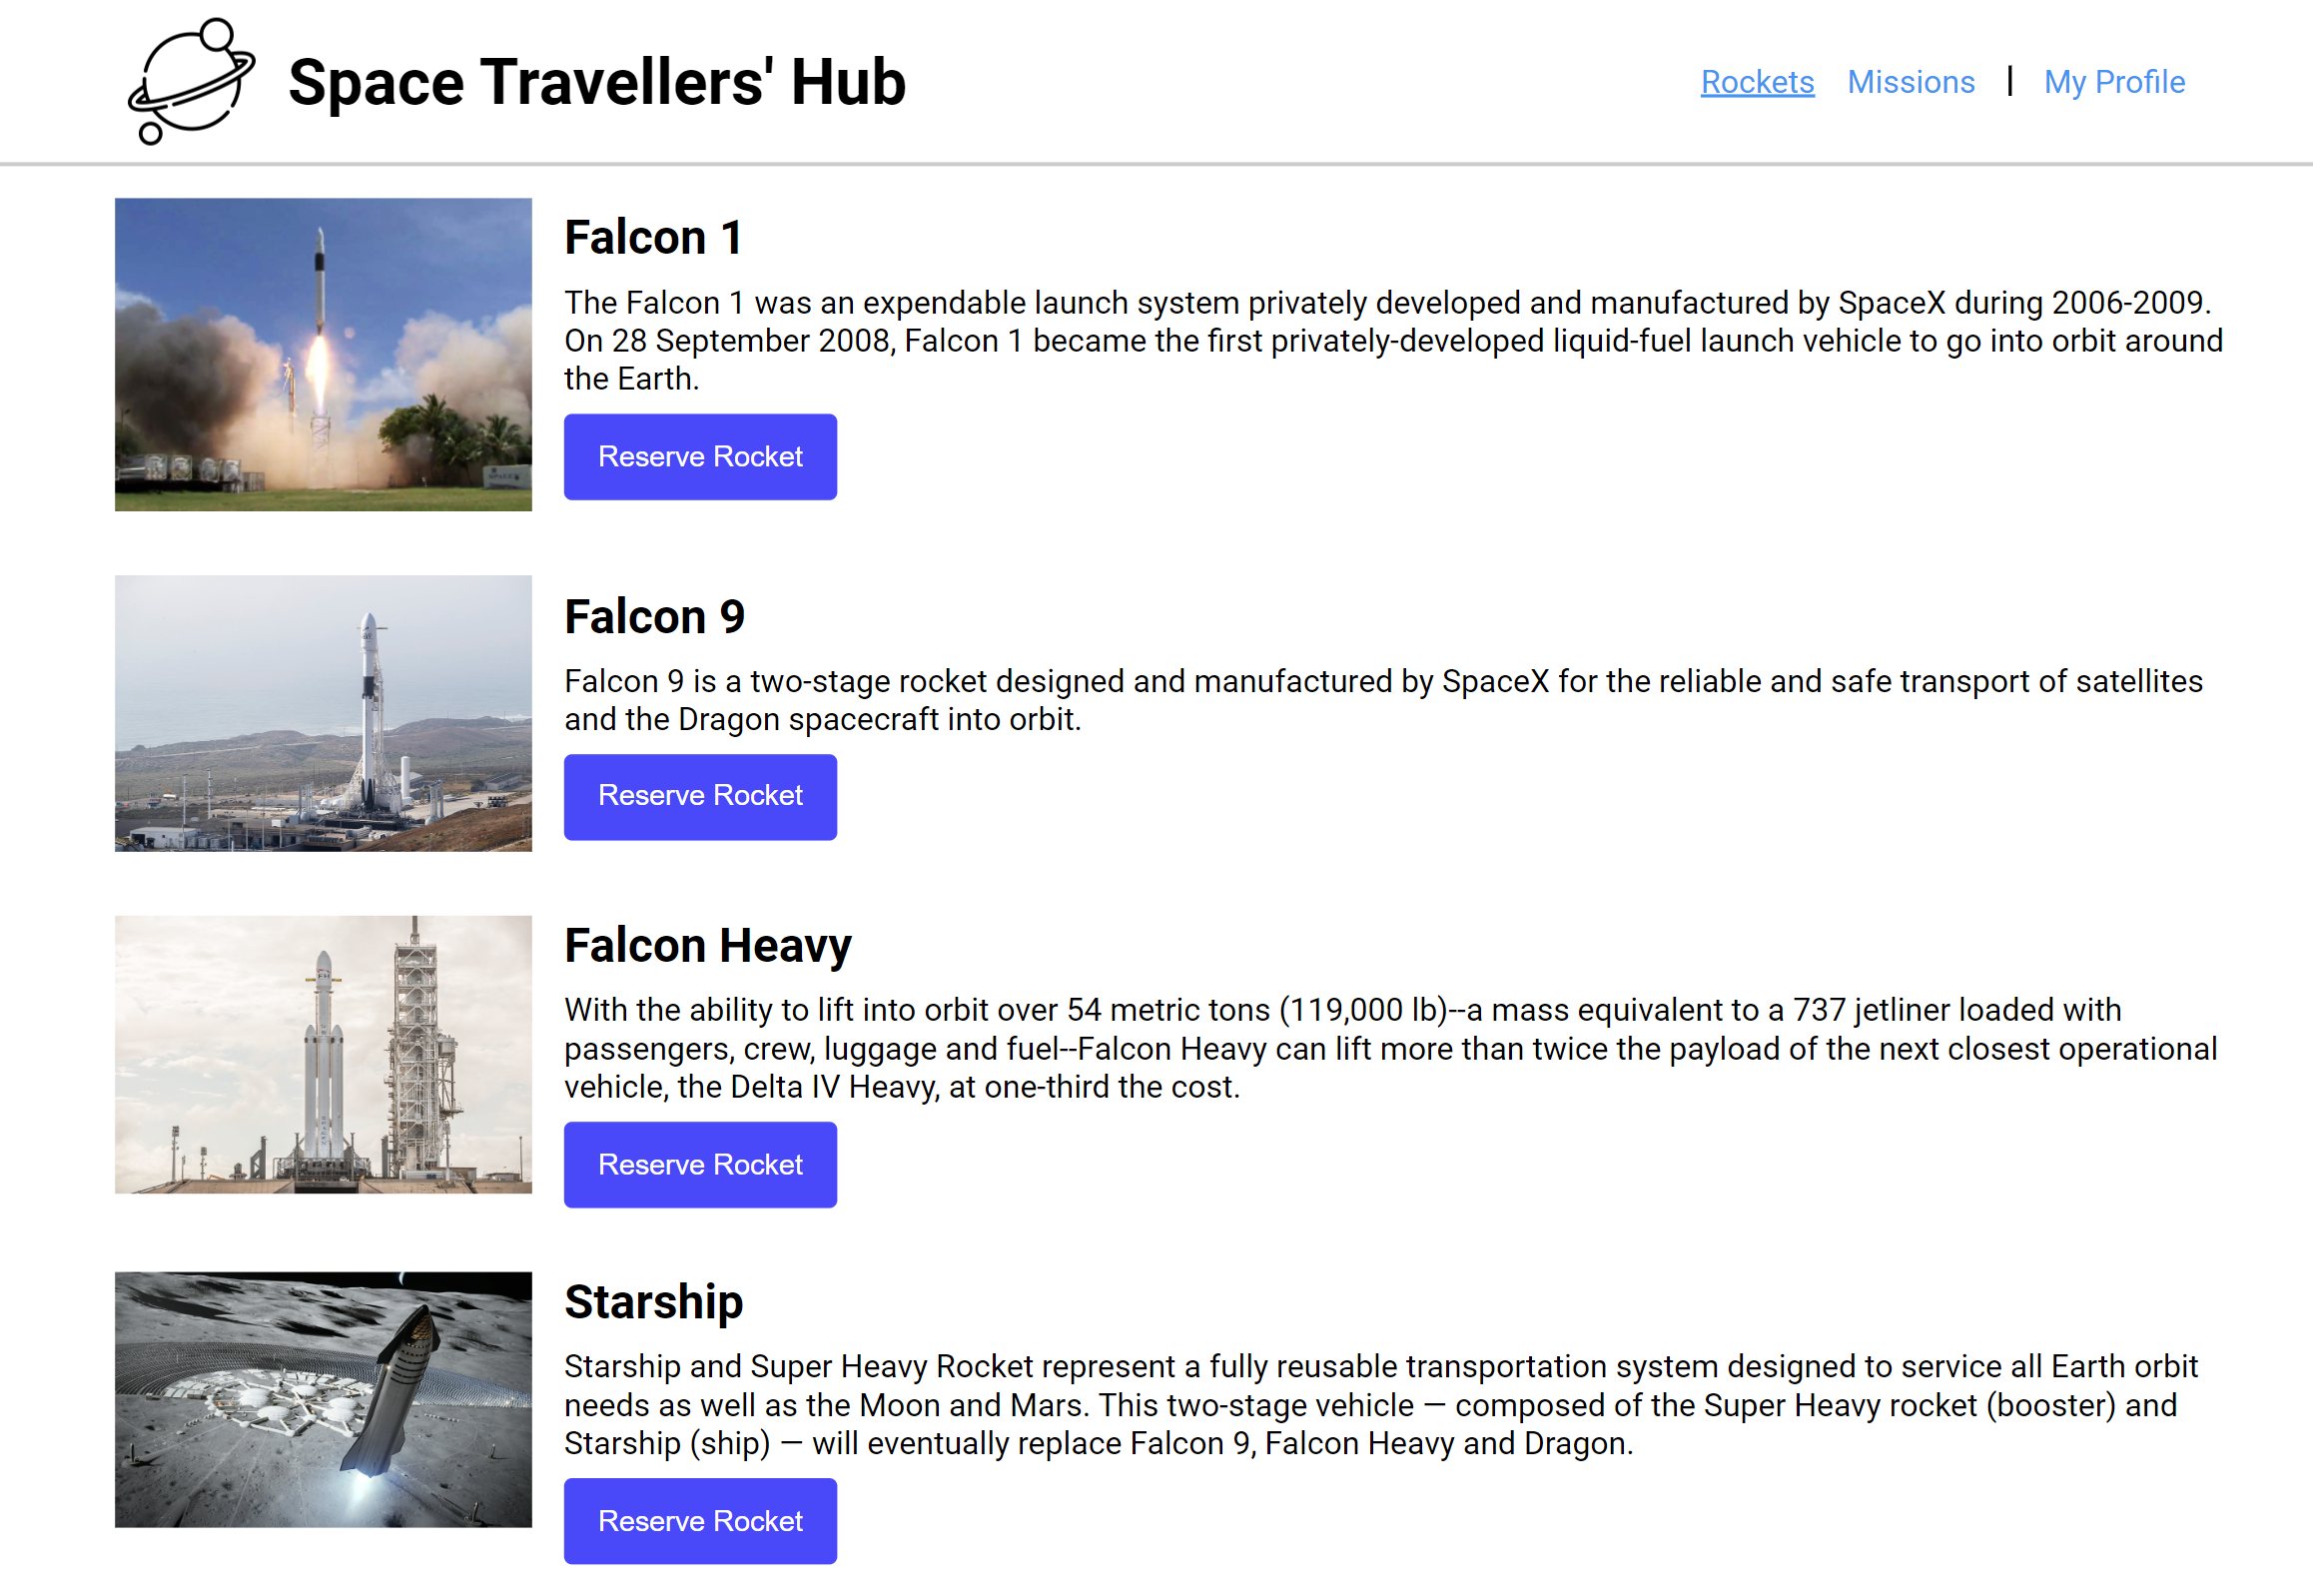 Space Travellers' Hub
Rockets Missions | My Profile
Falcon 1
The Falcon 1 was an expendable launch system privately developed and manufactured by SpaceX during 2006-2009.
On 28 September 2008, Falcon 1 became the first privately-developed liquid-fuel launch vehicle to go into orbit around
the Earth.
Reserve Rocket
Falcon 9
Falcon 9 is a two-stage rocket designed and manufactured by SpaceX for the reliable and safe transport of satellites
and the Dragon spacecraft into orbit.
Reserve Rocket
Falcon Heavy
With the ability to lift into orbit over 54 metric tons (119,000 lb)--a mass equivalent to a 737 jetliner loaded with
passengers, crew, luggage and fuel--Falcon Heavy can lift more than twice the payload of the next closest operational
vehicle, the Delta IV Heavy, at one-third the cost.
Reserve Rocket
Starship
Starship and Super Heavy Rocket represent a fully reusable transportation system designed to service all Earth orbit
needs as well as the Moon and Mars. This two-stage vehicle — composed of the Super Heavy rocket (booster) and
Starship (ship) — will eventually replace Falcon 9, Falcon Heavy and Dragon.
Reserve Rocket